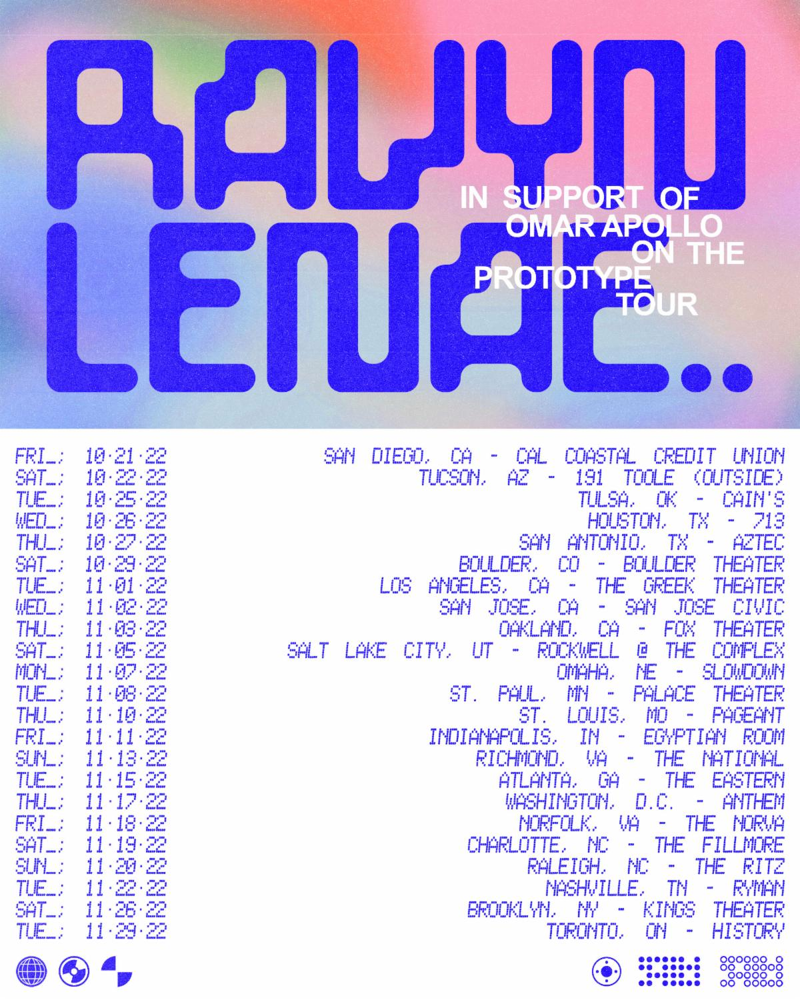 RAVYN
LENAE..
IN SUPPORT OF
OMAR APOLLO
ON THE
PROTOTYPE
TOUR
FRI_; 10·21·22 SAN DIEGO, CA - CAL COASTAL CREDIT UNION
SAT_; 10·22·22 TUCSON, AZ - 191 TOOLE (OUTSIDE)
TUE_; 10·25·22 TULSA, OK - CAIN'S
WED_; 10·26·22 HOUSTON, TX - 713
THU_; 10·27·22 SAN ANTONIO, TX - AZTEC
SAT_; 10·29·22 BOULDER, CO - BOULDER THEATER
TUE_; 11·01·22 LOS ANGELES, CA - THE GREEK THEATER
WED_; 11·02·22 SAN JOSE, CA - SAN JOSE CIVIC
THU_; 11·03·22 OAKLAND, CA - FOX THEATER
SAT_; 11·05·22 SALT LAKE CITY, UT - ROCKWELL @ THE COMPLEX
MON_; 11·07·22 OMAHA, NE - SLOWDOWN
TUE_; 11·08·22 ST. PAUL, MN - PALACE THEATER
THU_; 11·10·22 ST. LOUIS, MO - PAGEANT
FRI_; 11·11·22 INDIANAPOLIS, IN - EGYPTIAN ROOM
SUN_; 11·13·22 RICHMOND, VA - THE NATIONAL
TUE_; 11·15·22 ATLANTA, GA - THE EASTERN
THU_; 11·17·22 WASHINGTON, D.C. - ANTHEM
FRI_; 11·18·22 NORFOLK, VA - THE NORVA
SAT_; 11·19·22 CHARLOTTE, NC - THE FILLMORE
SUN_; 11·20·22 RALEIGH, NC - THE RITZ
TUE_; 11·22·22 NASHVILLE, TN - RYMAN
SAT_; 11·26·22 BROOKLYN, NY - KINGS THEATER
TUE_; 11·29·22 TORONTO, ON - HISTORY